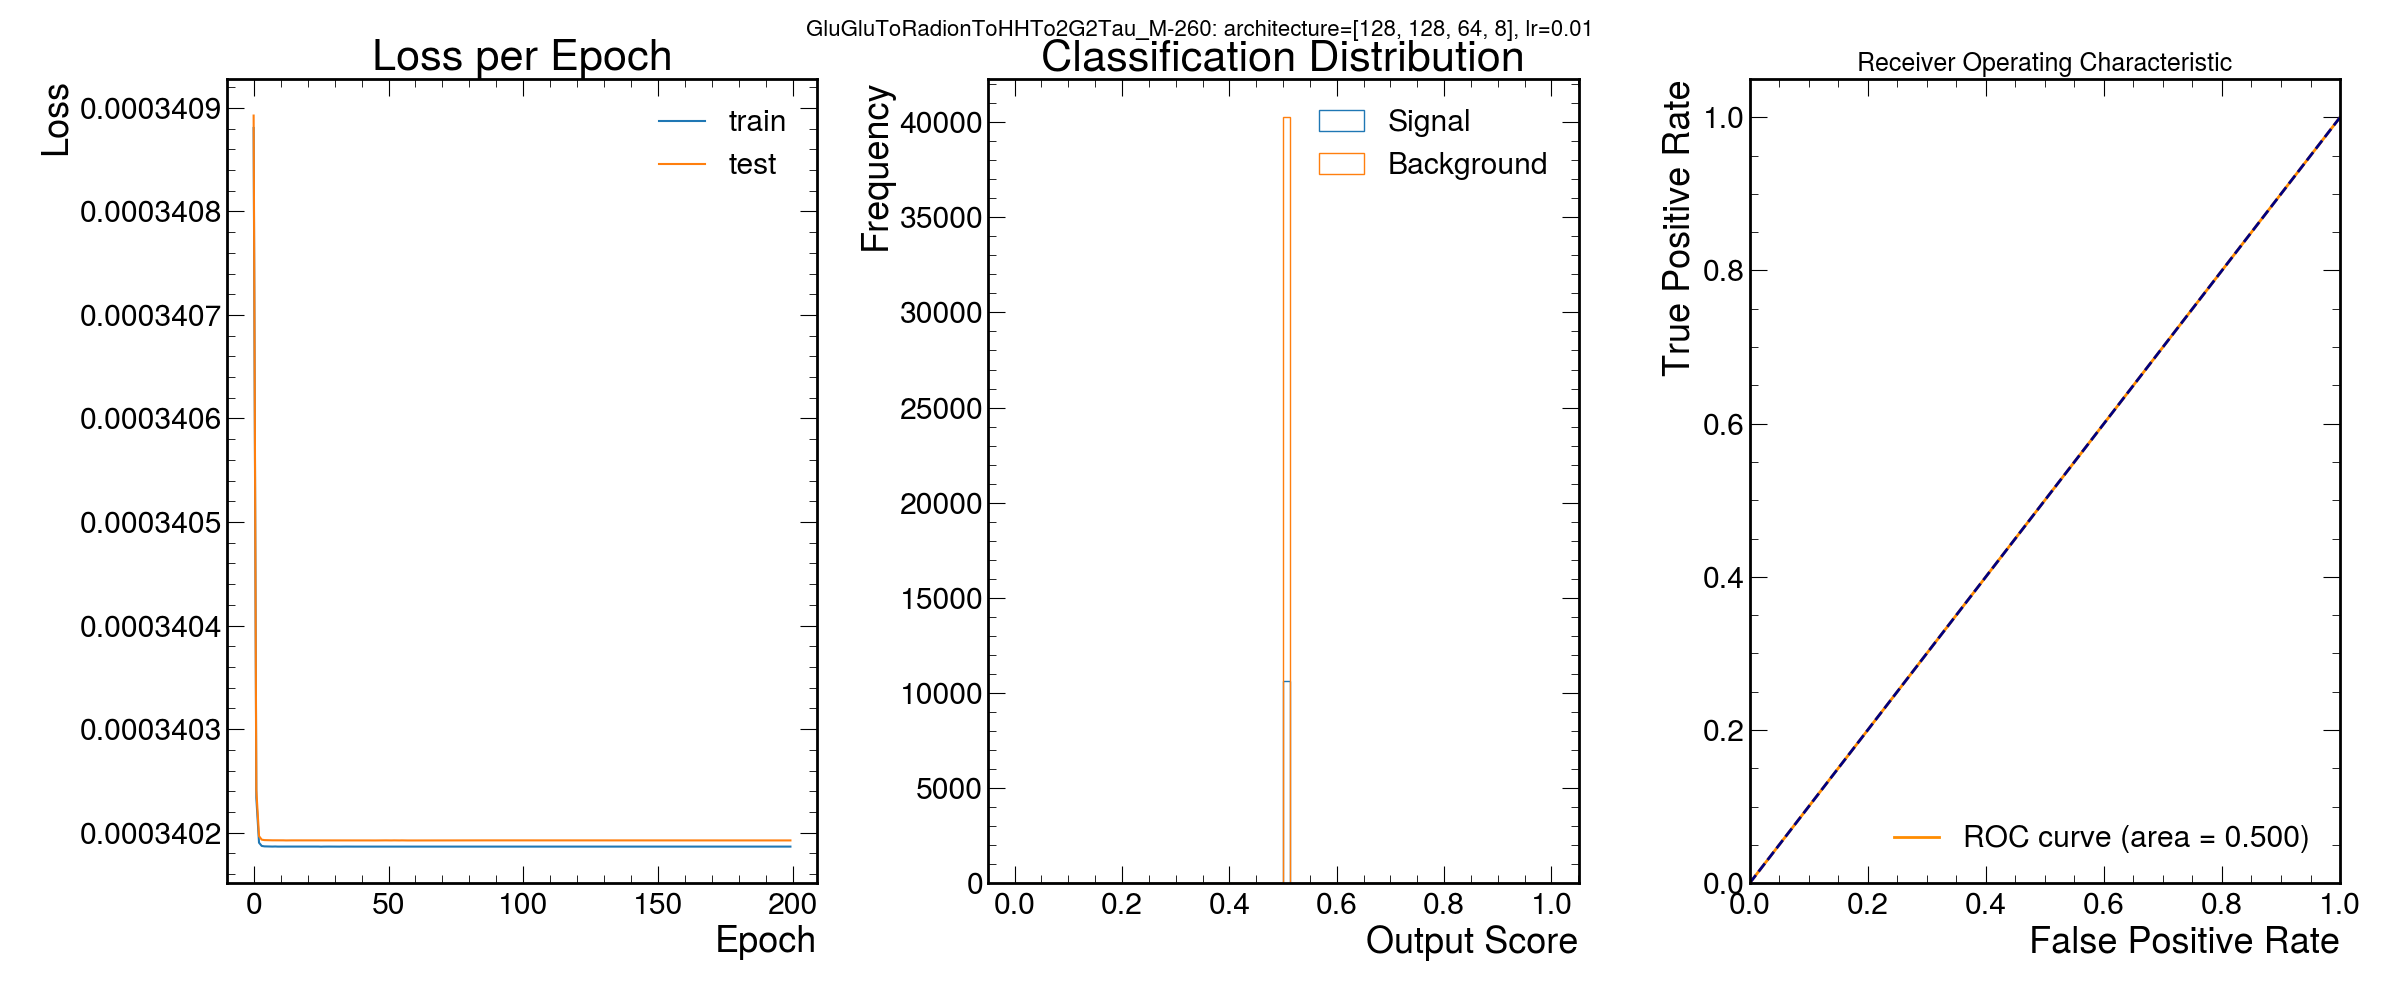 GluGluToRadionToHHTo2G2Tau_M-260: architecture=[128, 128, 64, 8], lr=0.01
Loss per Epoch
Loss
0.0003409
0.0003408
0.0003407
0.0003406
0.0003405
0.0003404
0.0003403
0.0003402
train
test
0 50 100 150 200
Epoch
Classification Distribution
Frequency
40000
35000
30000
25000
20000
15000
10000
5000
0
Signal
Background
0.0 0.2 0.4 0.6 0.8 1.0
Output Score
Receiver Operating Characteristic
True Positive Rate
1.0
0.8
0.6
0.4
0.2
0.0
ROC curve (area = 0.500)
0.0 0.2 0.4 0.6 0.8 1.0
False Positive Rate